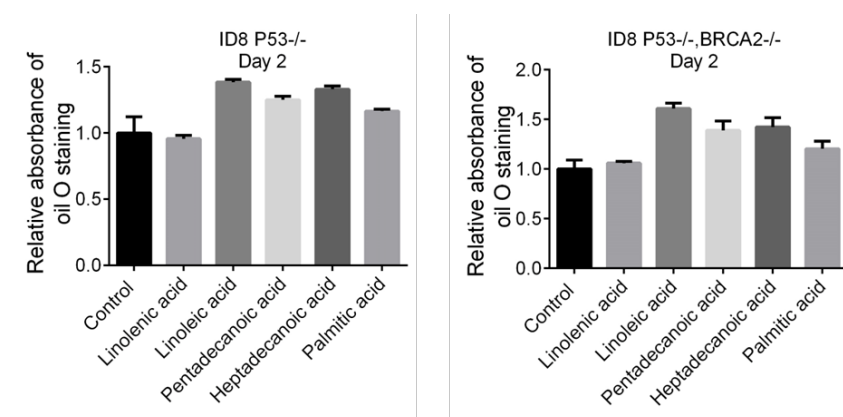 ID8 P53-/-
Day 2
Relative absorbance of
oil O staining
1.5
1.0
0.5
0.0
Control
Linolenic acid
Linoleic acid
Pentadecanoic acid
Heptadecanoic acid
Palmitic acid
ID8 P53-/-,BRCA2-/-
Day 2
Relative absorbance of
oil O staining
2.0
1.5
1.0
0.5
0.0
Control
Linolenic acid
Linoleic acid
Pentadecanoic acid
Heptadecanoic acid
Palmitic acid